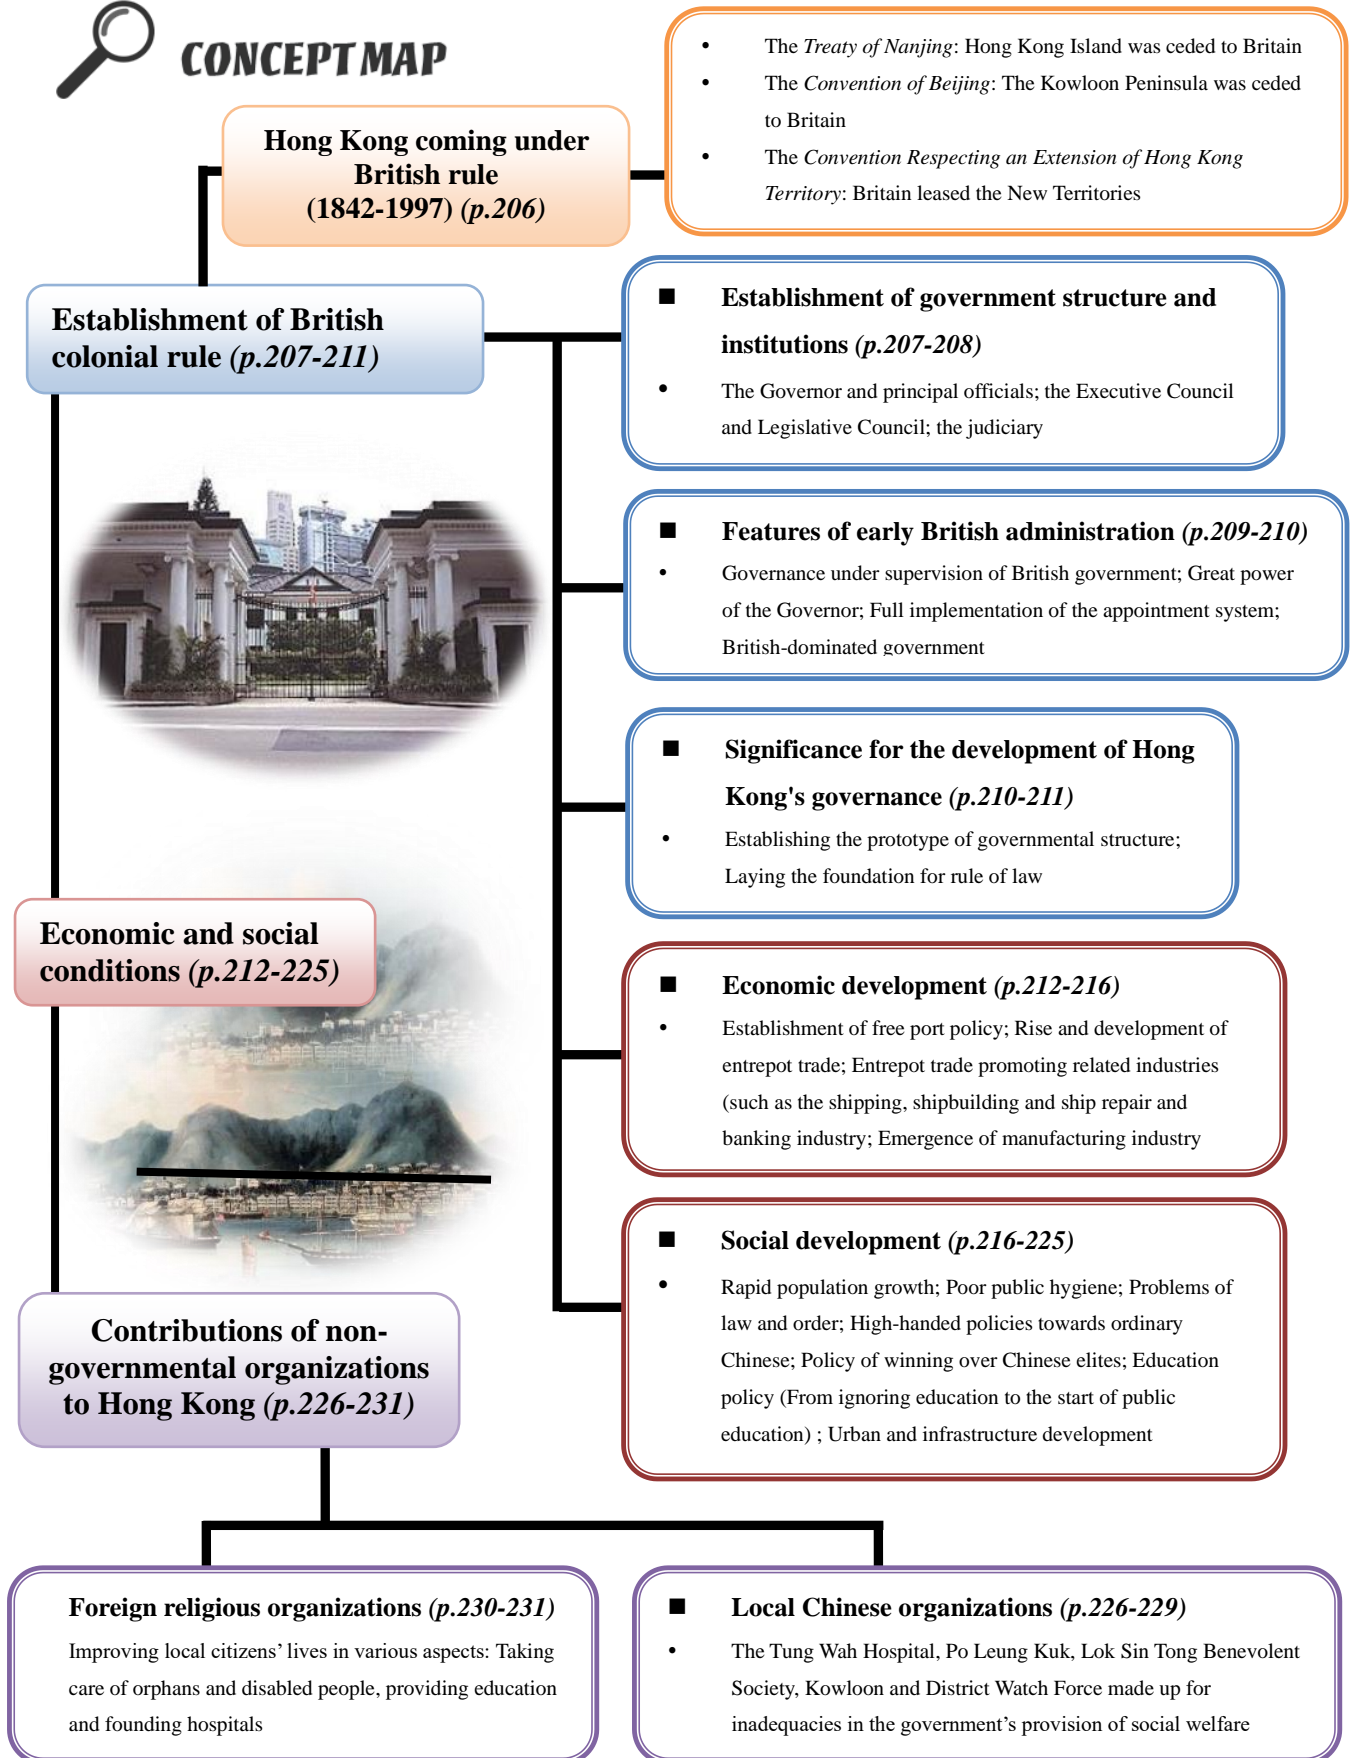 CONCEPT MAP
• The Treaty of Nanjing: Hong Kong Island was ceded to Britain
• The Convention of Beijing: The Kowloon Peninsula was ceded
to Britain
• The Convention Respecting an Extension of Hong Kong
Territory: Britain leased the New Territories
Hong Kong coming under
British rule
(1842-1997) (p.206)
Establishment of British
colonial rule (p.207-211)
■ Establishment of government structure and
institutions (p.207-208)
• The Governor and principal officials; the Executive Council
and Legislative Council; the judiciary
■ Features of early British administration (p.209-210)
• Governance under supervision of British government; Great power
of the Governor; Full implementation of the appointment system;
British-dominated government
■ Significance for the development of Hong
Kong's governance (p.210-211)
• Establishing the prototype of governmental structure;
Laying the foundation for rule of law
Economic and social
conditions (p.212-225)
■ Economic development (p.212-216)
• Establishment of free port policy; Rise and development of
entrepot trade; Entrepot trade promoting related industries
(such as the shipping, shipbuilding and ship repair and
banking industry; Emergence of manufacturing industry
■ Social development (p.216-225)
• Rapid population growth; Poor public hygiene; Problems of
law and order; High-handed policies towards ordinary
Chinese; Policy of winning over Chinese elites; Education
policy (From ignoring education to the start of public
education) ; Urban and infrastructure development
Contributions of non-
governmental organizations
to Hong Kong (p.226-231)
Foreign religious organizations (p.230-231)
Improving local citizens' lives in various aspects: Taking
care of orphans and disabled people, providing education
and founding hospitals
■ Local Chinese organizations (p.226-229)
• The Tung Wah Hospital, Po Leung Kuk, Lok Sin Tong Benevolent
Society, Kowloon and District Watch Force made up for
inadequacies in the government's provision of social welfare